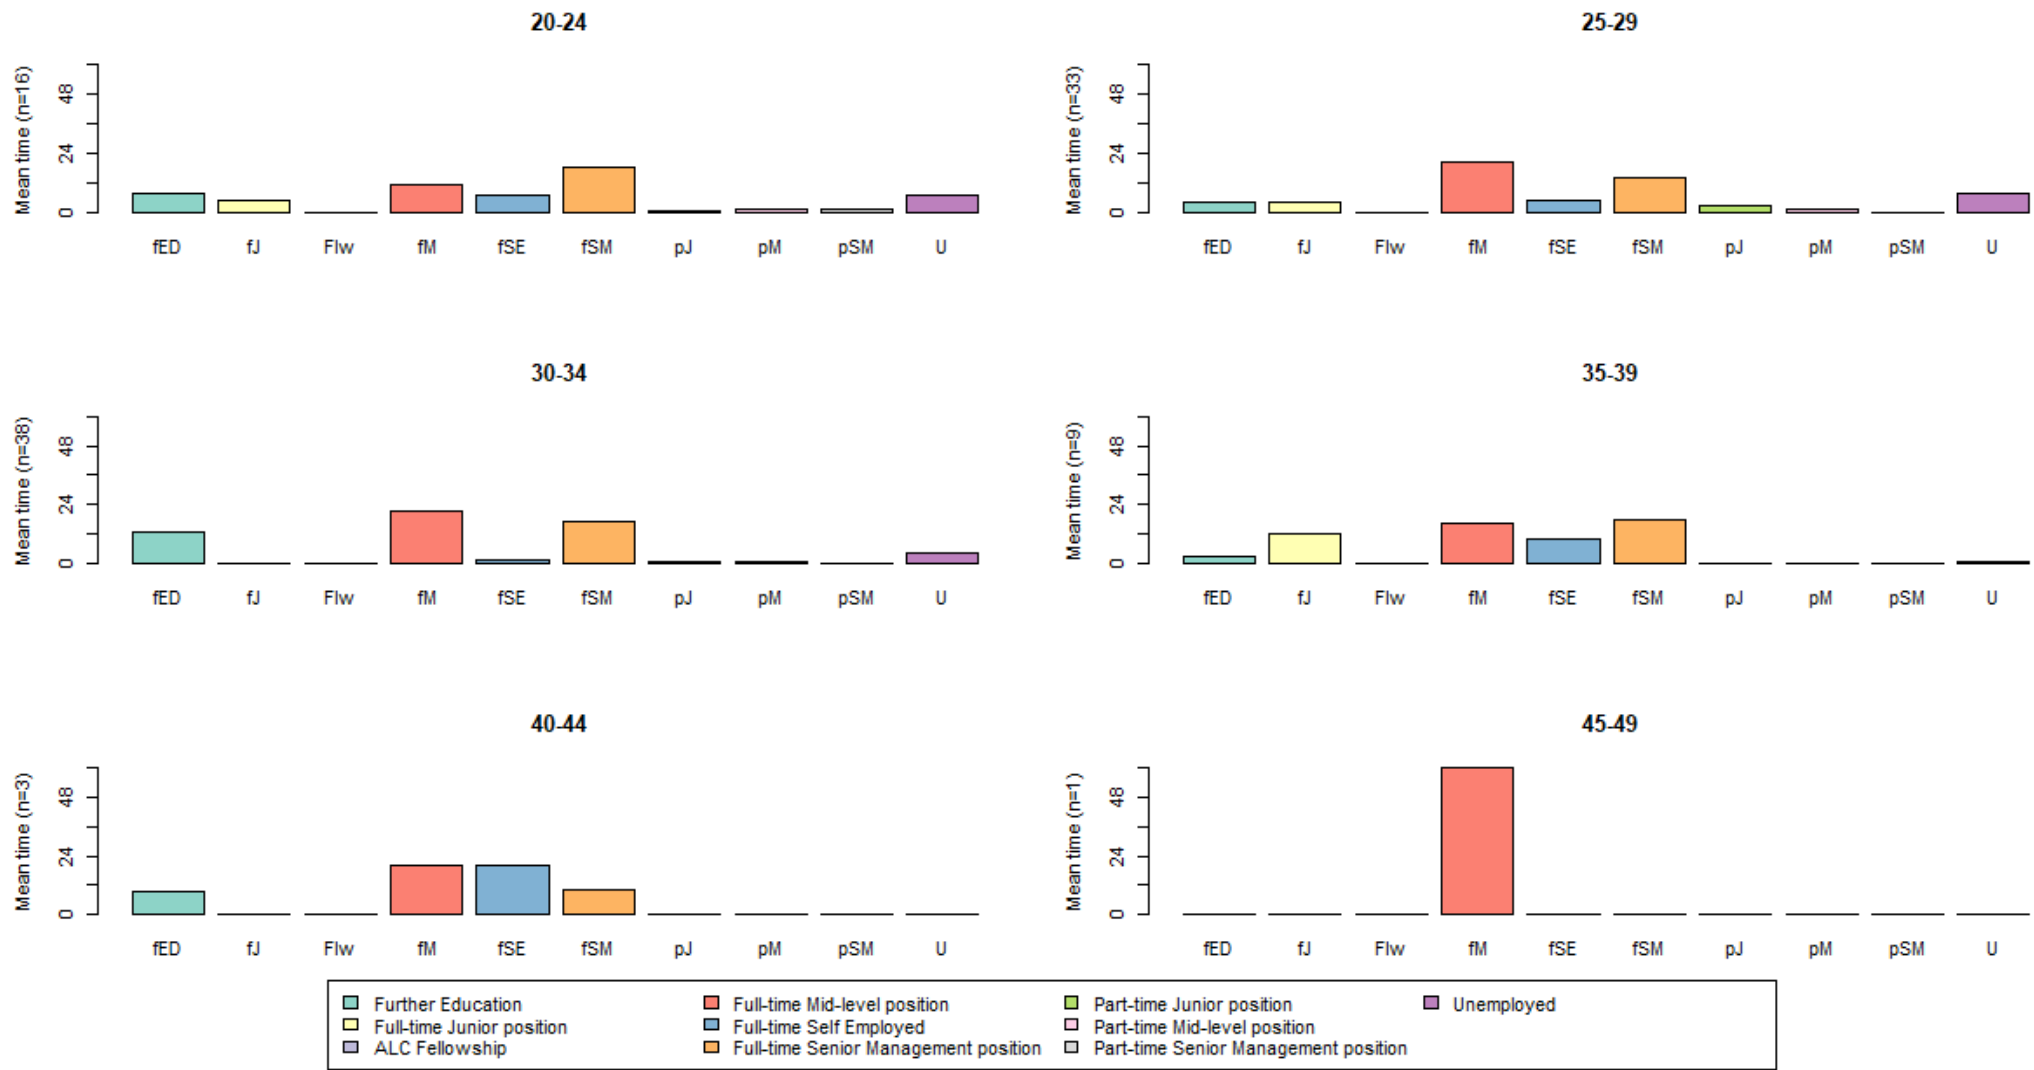 20-24
Mean time (n=16)
48
24
0
fED fJ Flw fM fSE fSM pJ pM pSM U
25-29
Mean time (n=33)
48
24
0
fED fJ Flw fM fSE fSM pJ pM pSM U
30-34
Mean time (n=38)
48
24
0
fED fJ Flw fM fSE fSM pJ pM pSM U
35-39
Mean time (n=9)
48
24
0
fED fJ Flw fM fSE fSM pJ pM pSM U
40-44
Mean time (n=3)
48
24
0
fED fJ Flw fM fSE fSM pJ pM pSM U
45-49
Mean time (n=1)
48
24
0
fED fJ Flw fM fSE fSM pJ pM pSM U
Further Education
Full-time Junior position
ALC Fellowship
Full-time Mid-level position
Full-time Self Employed
Full-time Senior Management position
Part-time Junior position
Part-time Mid-level position
Part-time Senior Management position
Unemployed